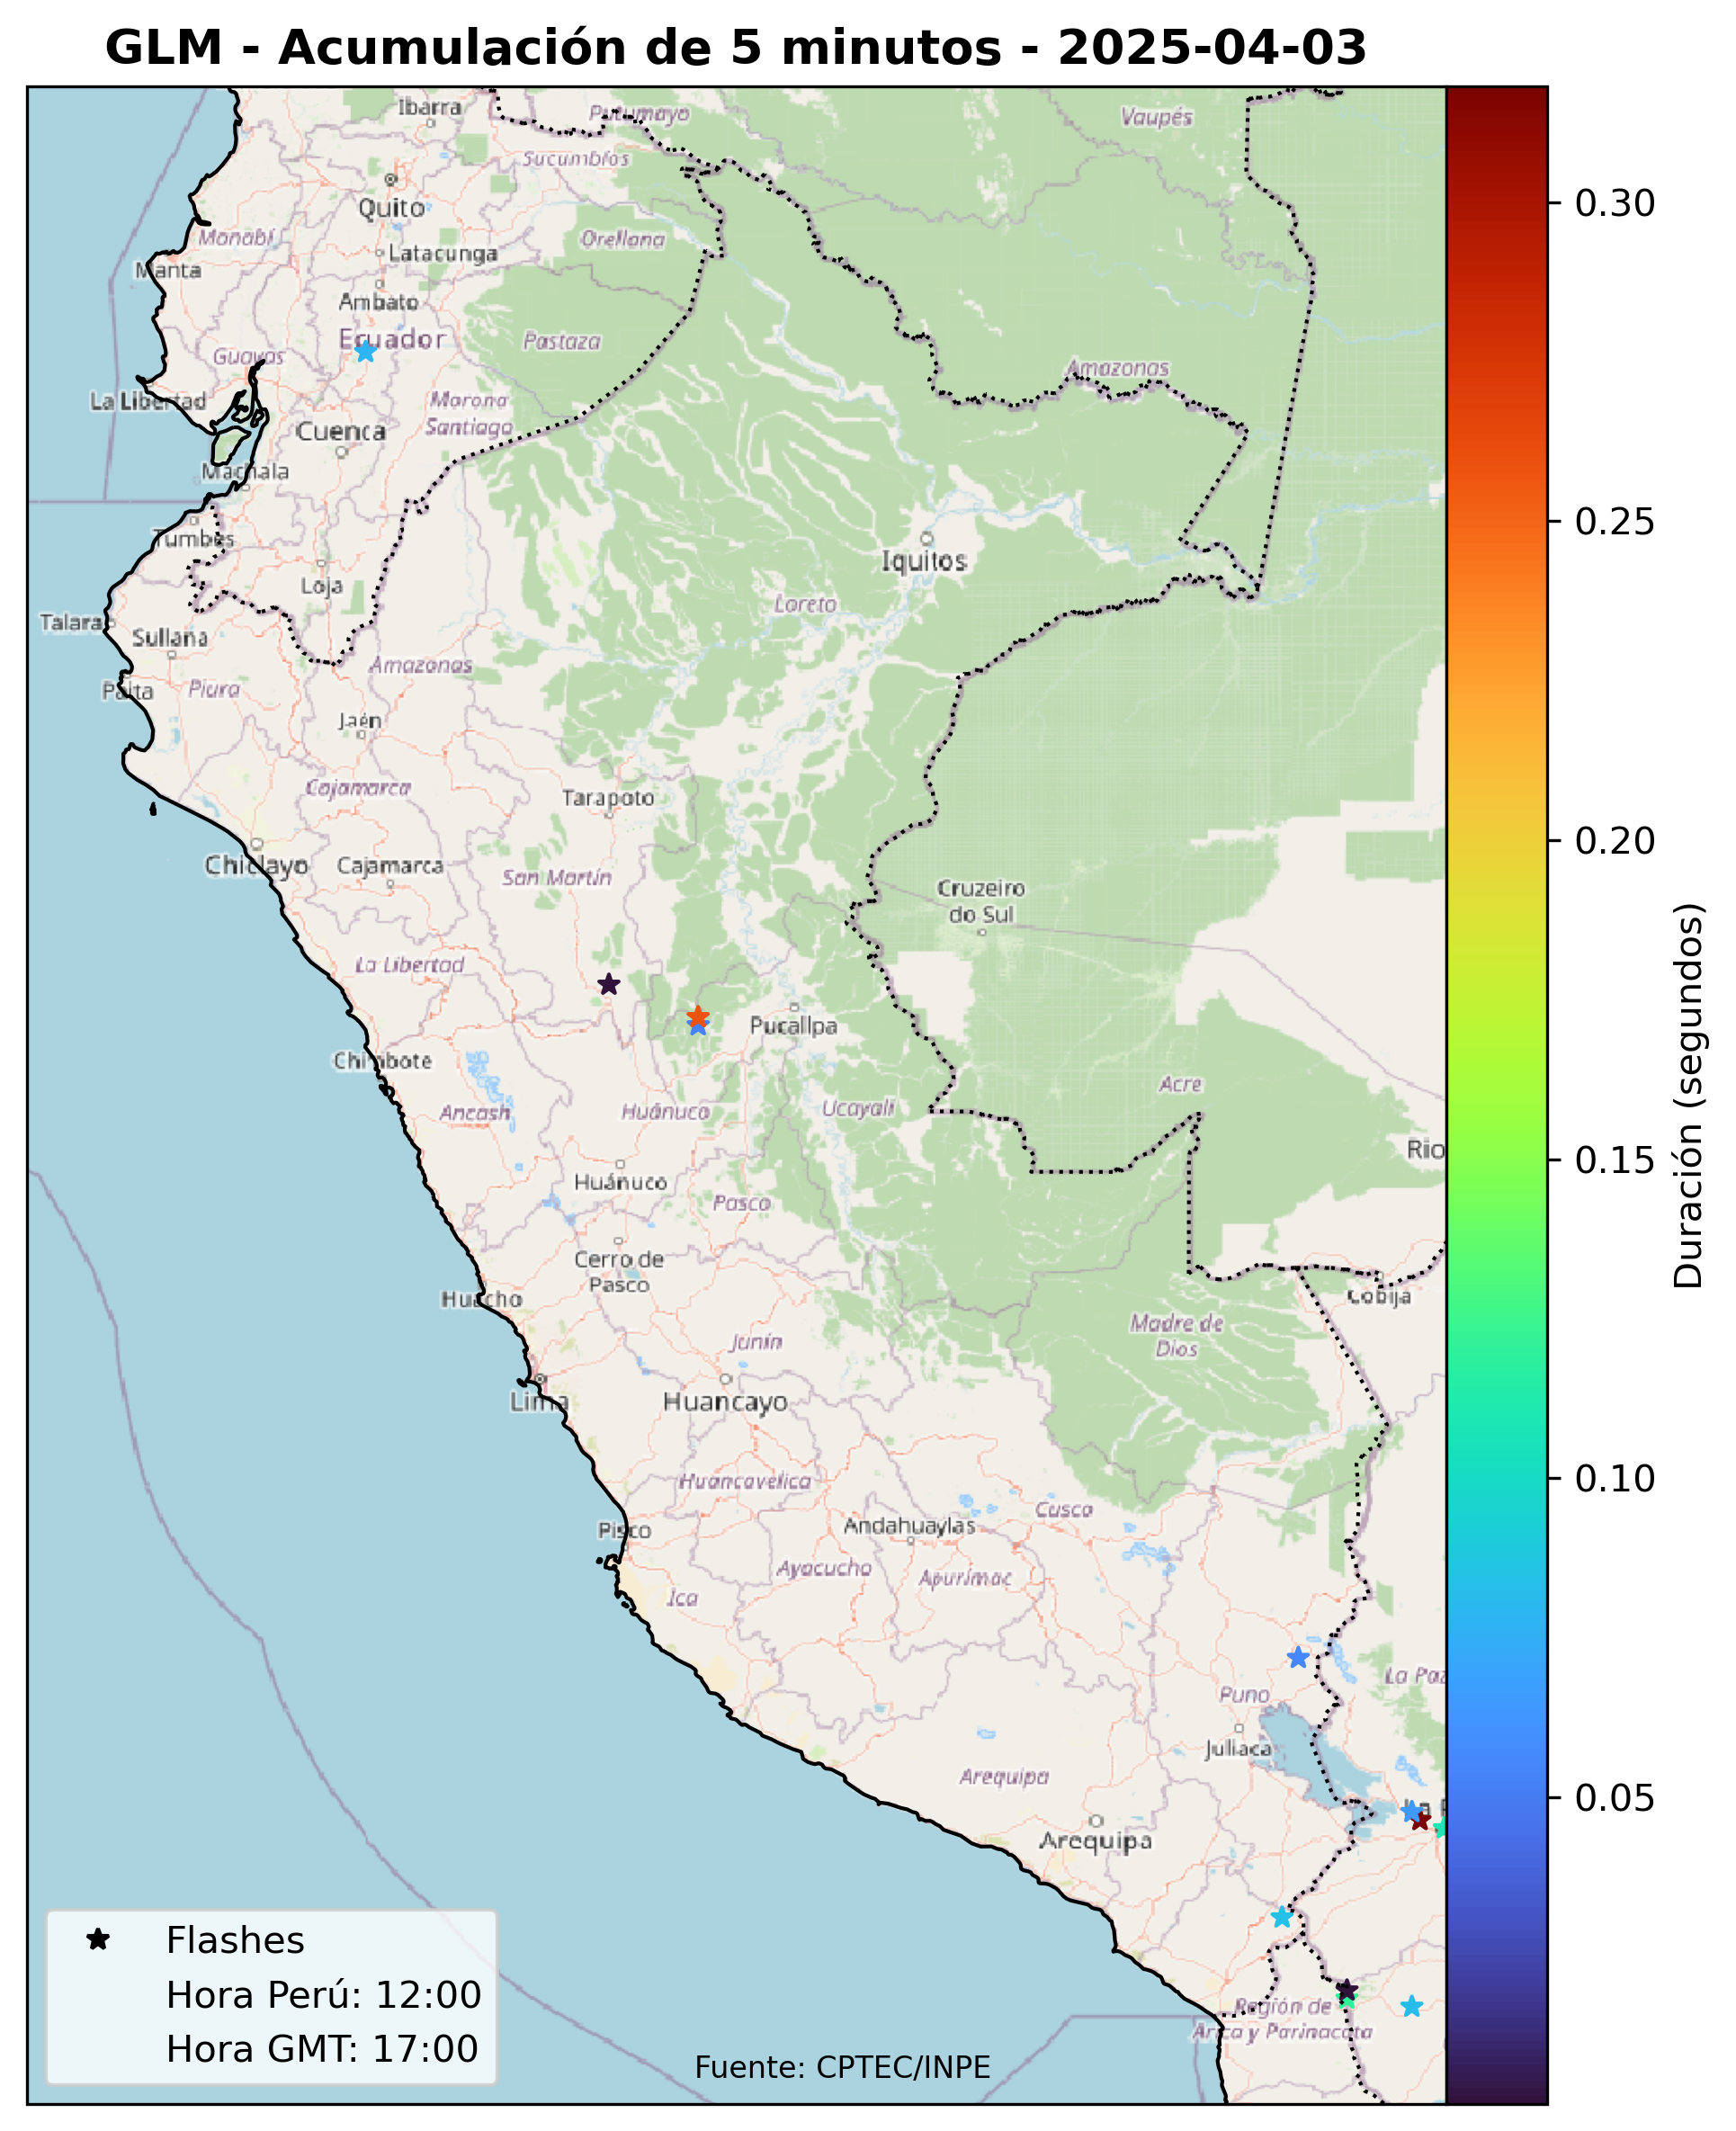 GLM - Acumulación de 5 minutos - 2025-04-03
Ibarra
Putumayo
Vaupés
Sucumbíos
Quito
Manabí
Orellana
Latacunga
Manta
Ambato
Ecuador
Pastaza
Guayas
Amazonas
La Libertad
Morona
Santiago
Cuenca
Machala
Tumbes
Iquitos
Loja
Loreto
Talara
Sullana
Amazonas
Paita
Piura
Jaén
Cajamarca
Tarapoto
Chiclayo
Cajamarca
San Martín
Cruzeiro
do Sul
La Libertad
Pucallpa
Chimbote
Acre
Ancash
Huánuco
Ucayali
Rio
Huánuco
Pasco
Cerro de
Pasco
Huacho
Cobija
Madre de
Dios
Junín
Lima
Huancayo
Huancavelica
Cusco
Pisco
Andahuaylas
Ayacucho
Apurímac
Ica
La Paz
Puno
Juliaca
Arequipa
La P
Arequipa
Región de
Arica y Parinacota
Flashes
Hora Perú: 12:00
Hora GMT: 17:00
Fuente: CPTEC/INPE
0.30
0.25
0.20
0.15
0.10
0.05
Duración (segundos)